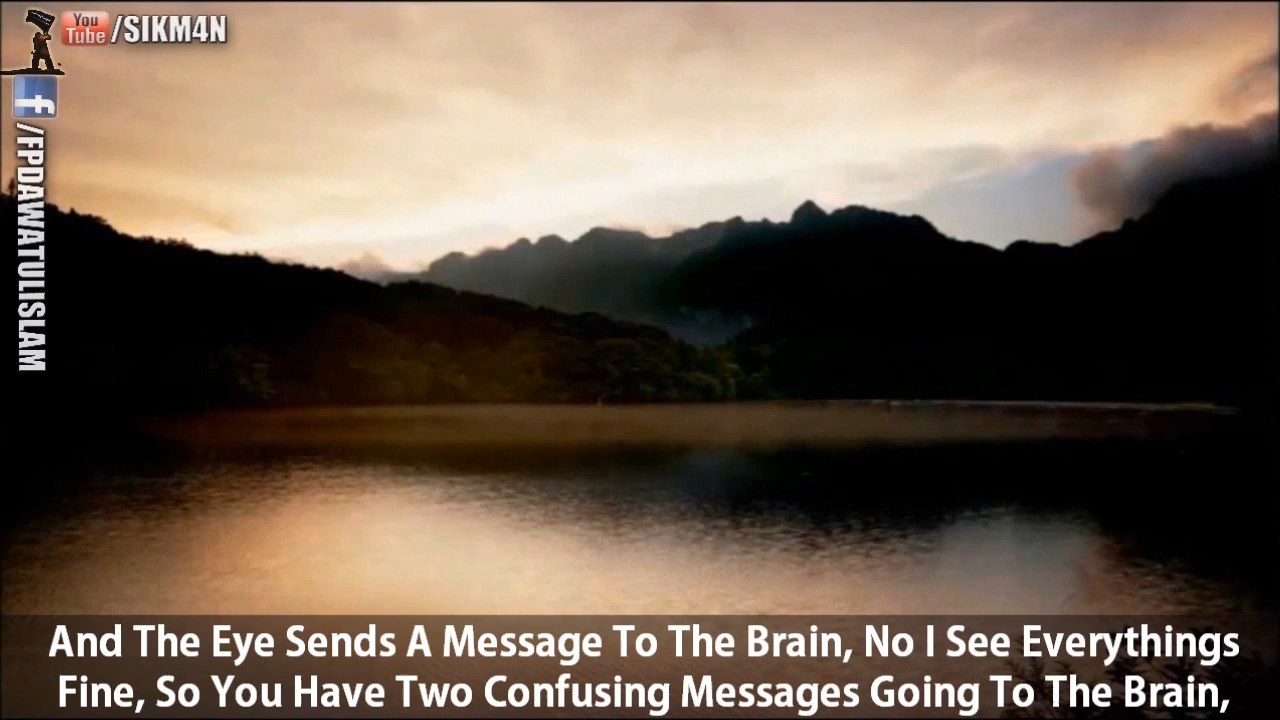 You
Tube /SIKM4N
f
/FPDAWATULISLAM
And The Eye Sends A Message To The Brain, No I See Everythings
Fine, So You Have Two Confusing Messages Going To The Brain,